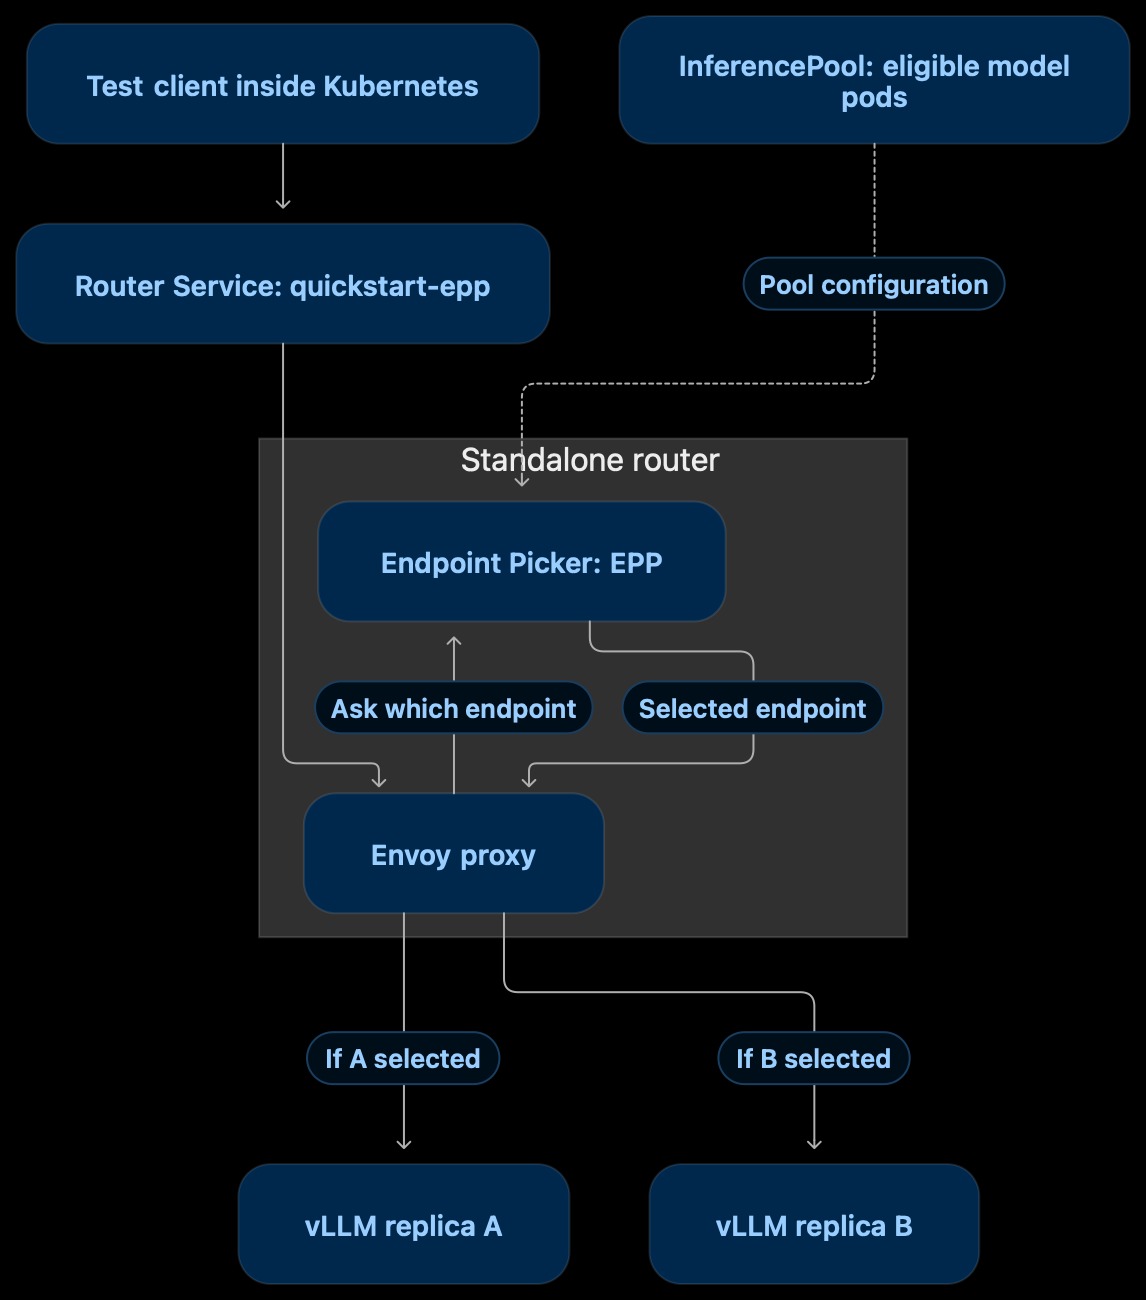 Test client inside Kubernetes
InferencePool: eligible model
pods
Router Service: quickstart-epp
Pool configuration
Standalone router
Endpoint Picker: EPP
Ask which endpoint
Selected endpoint
Envoy proxy
If A selected
If B selected
vLLM replica A
vLLM replica B